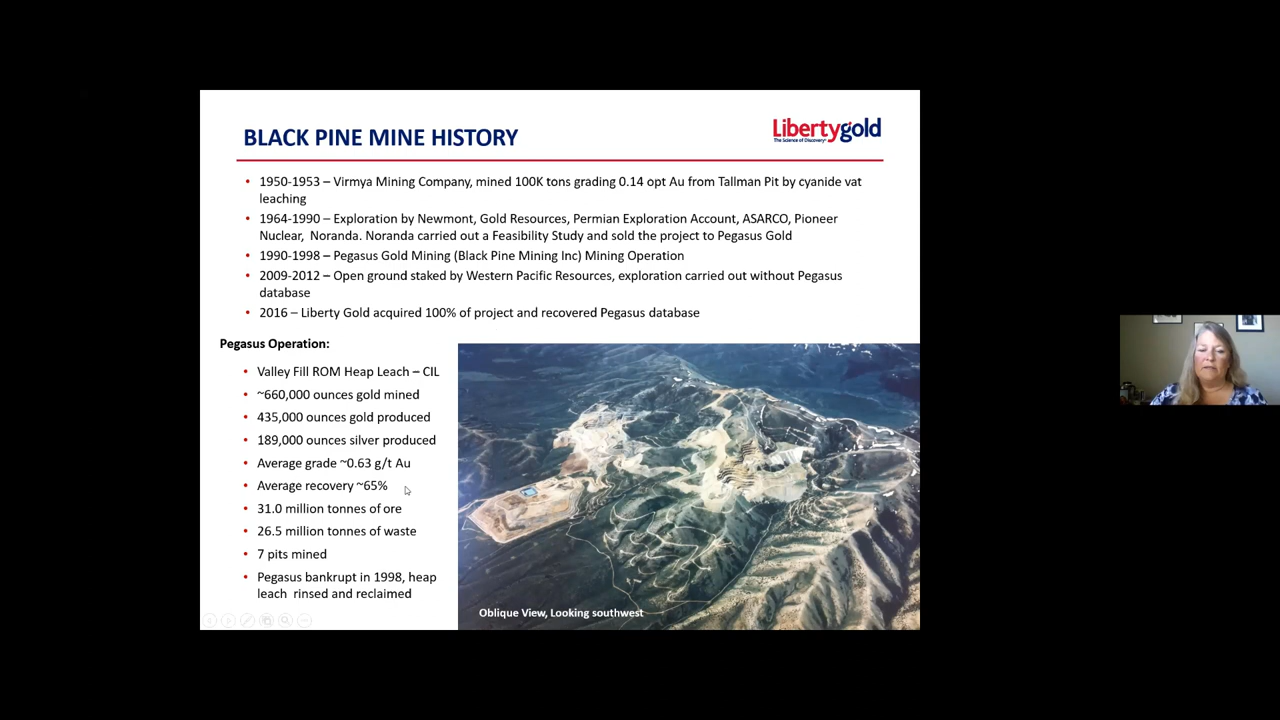 BLACK PINE MINE HISTORY
Libertygold
The Science of Discovery
• 1950-1953 – Virmya Mining Company, mined 100K tons grading 0.14 opt Au from Tallman Pit by cyanide vat
leaching
• 1964-1990 – Exploration by Newmont, Gold Resources, Permian Exploration Account, ASARCO, Pioneer
Nuclear, Noranda. Noranda carried out a Feasibility Study and sold the project to Pegasus Gold
• 1990-1998 – Pegasus Gold Mining (Black Pine Mining Inc) Mining Operation
• 2009-2012 – Open ground staked by Western Pacific Resources, exploration carried out without Pegasus
database
• 2016 – Liberty Gold acquired 100% of project and recovered Pegasus database
Pegasus Operation:
• Valley Fill ROM Heap Leach – CIL
• ~660,000 ounces gold mined
• 435,000 ounces gold produced
• 189,000 ounces silver produced
• Average grade ~0.63 g/t Au
• Average recovery ~65%
• 31.0 million tonnes of ore
• 26.5 million tonnes of waste
• 7 pits mined
• Pegasus bankrupt in 1998, heap
leach rinsed and reclaimed
Oblique View, Looking southwest